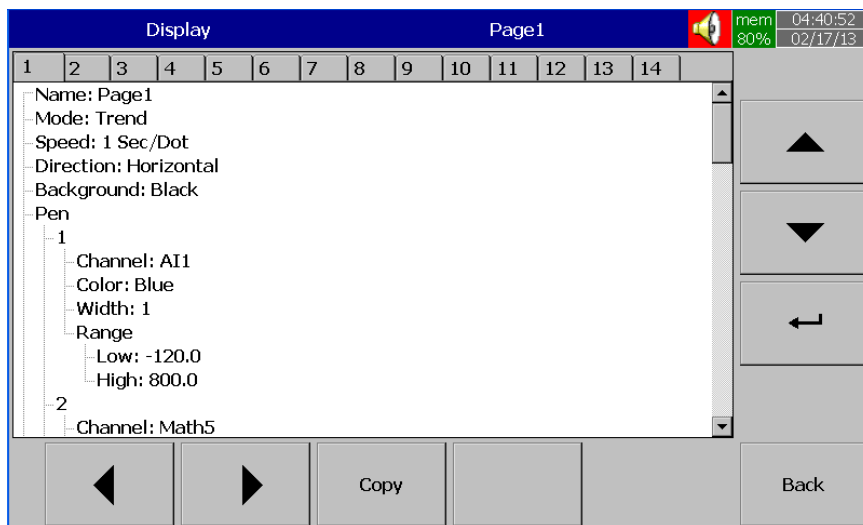 Display Page1 mem 04:40:52
80% 02/17/13
1 2 3 4 5 6 7 8 9 10 11 12 13 14
Name: Page1
Mode: Trend
Speed: 1 Sec/Dot
Direction: Horizontal
Background: Black
Pen
1
Channel: AI1
Color: Blue
Width: 1
Range
Low: -120.0
High: 800.0
2
Channel: Math5
Copy Back